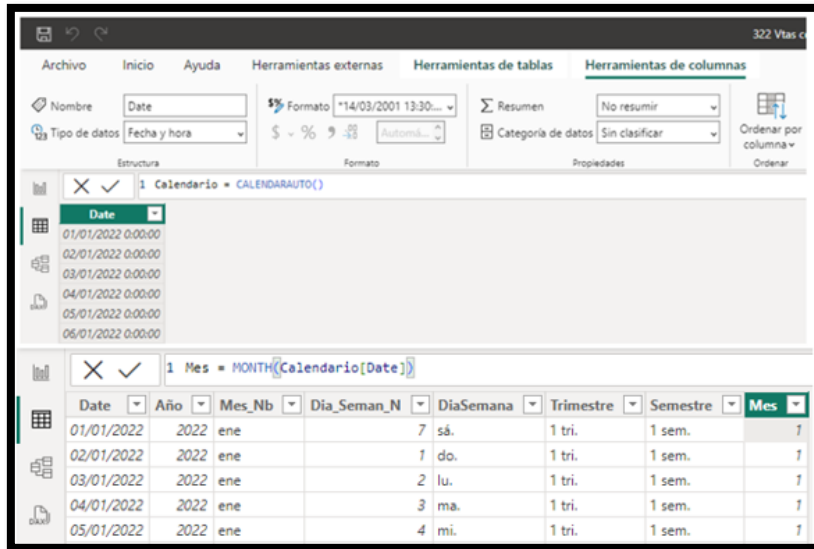 322 Vtas c
Archivo Inicio Ayuda Herramientas externas Herramientas de tablas Herramientas de columnas
Nombre Date $% Formato *14/03/2001 13:30:... Resumen No resumir
Tipo de datos Fecha y hora $ % 9 Automá... Categoría de datos Sin clasificar Ordenar por
columna
Estructura Formato Propiedades Ordenar
1 Calendario = CALENDARAUTO()
Date
01/01/2022 0:00:00
02/01/2022 0:00:00
03/01/2022 0:00:00
04/01/2022 0:00:00
05/01/2022 0:00:00
06/01/2022 0:00:00
1 Mes = MONTH(Calendario[Date])
Date Año Mes_Nb Dia_Seman_N DiaSemana Trimestre Semestre Mes
01/01/2022 2022 ene 7 sá. 1 tri. 1 sem. 1
02/01/2022 2022 ene 1 do. 1 tri. 1 sem. 1
03/01/2022 2022 ene 2 lu. 1 tri. 1 sem. 1
04/01/2022 2022 ene 3 ma. 1 tri. 1 sem. 1
05/01/2022 2022 ene 4 mi. 1 tri. 1 sem. 1